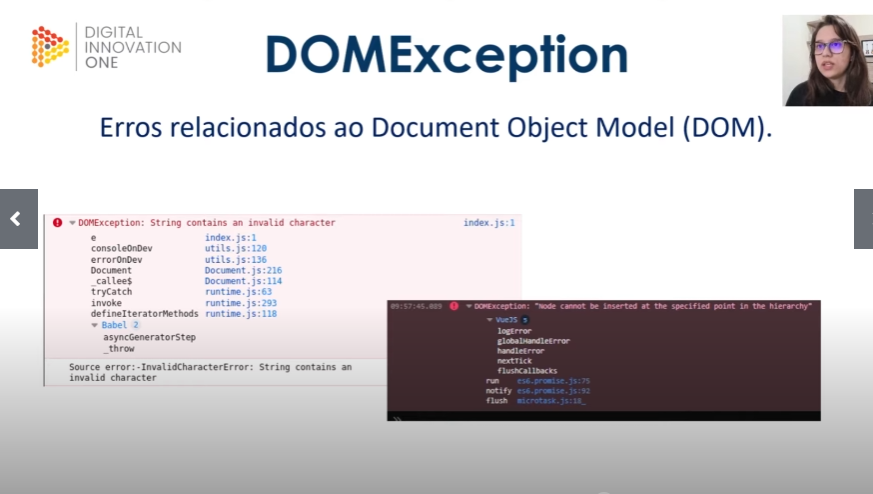 DIGITAL
INNOVATION
ONE
DOMException
Erros relacionados ao Document Object Model (DOM).
DOMException: String contains an invalid character index.js:1
e index.js:1
consoleOnDev utils.js:120
errorOnDev utils.js:136
Document Document.js:216
_callee$ Document.js:114
tryCatch runtime.js:63
invoke runtime.js:293
defineIteratorMethods runtime.js:118
Babel 2
asyncGeneratorStep
_throw
Source error:-InvalidCharacterError: String contains an
invalid character
09:57:45.089 DOMException: "Node cannot be inserted at the specified point in the hierarchy"
VueJS 5
logError
globalHandleError
handleError
nextTick
flushCallbacks
run es6.promise.js:75
notify es6.promise.js:92
flush microtask.js:18_
>>